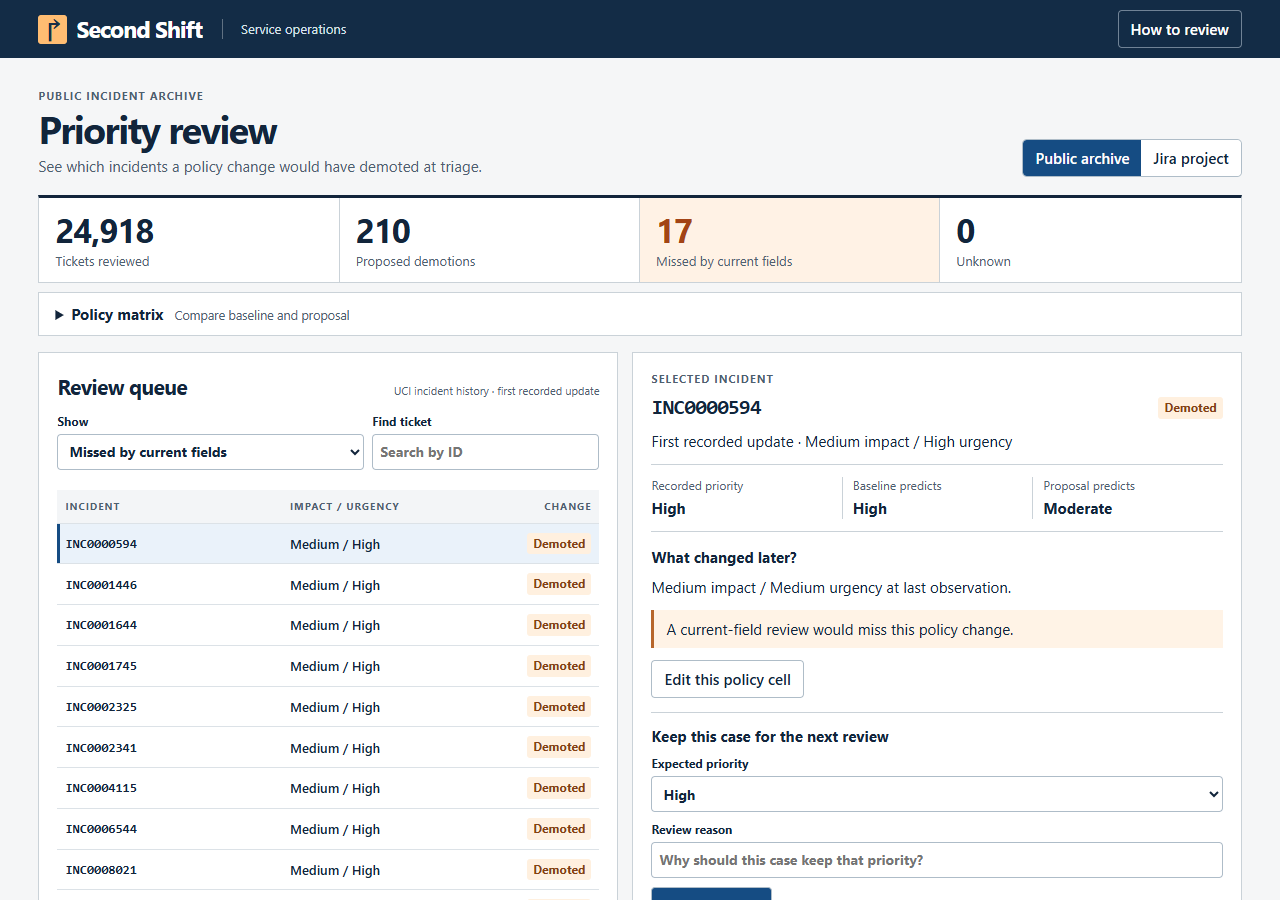 Second Shift
Service operations
How to review
PUBLIC INCIDENT ARCHIVE
Priority review
See which incidents a policy change would have demoted at triage.
Public archive
Jira project
24,918
Tickets reviewed
210
Proposed demotions
17
Missed by current fields
0
Unknown
Policy matrix
Compare baseline and proposal
Review queue
UCI incident history · first recorded update
Show
Find ticket
Missed by current fields
Search by ID
INCIDENT
IMPACT / URGENCY
CHANGE
INC0000594 Medium / High Demoted
INC0001446 Medium / High Demoted
INC0001644 Medium / High Demoted
INC0001745 Medium / High Demoted
INC0002325 Medium / High Demoted
INC0002341 Medium / High Demoted
INC0004115 Medium / High Demoted
INC0006544 Medium / High Demoted
INC0008021 Medium / High Demoted
SELECTED INCIDENT
INC0000594
Demoted
First recorded update · Medium impact / High urgency
Recorded priority
High
Baseline predicts
High
Proposal predicts
Moderate
What changed later?
Medium impact / Medium urgency at last observation.
A current-field review would miss this policy change.
Edit this policy cell
Keep this case for the next review
Expected priority
High
Review reason
Why should this case keep that priority?